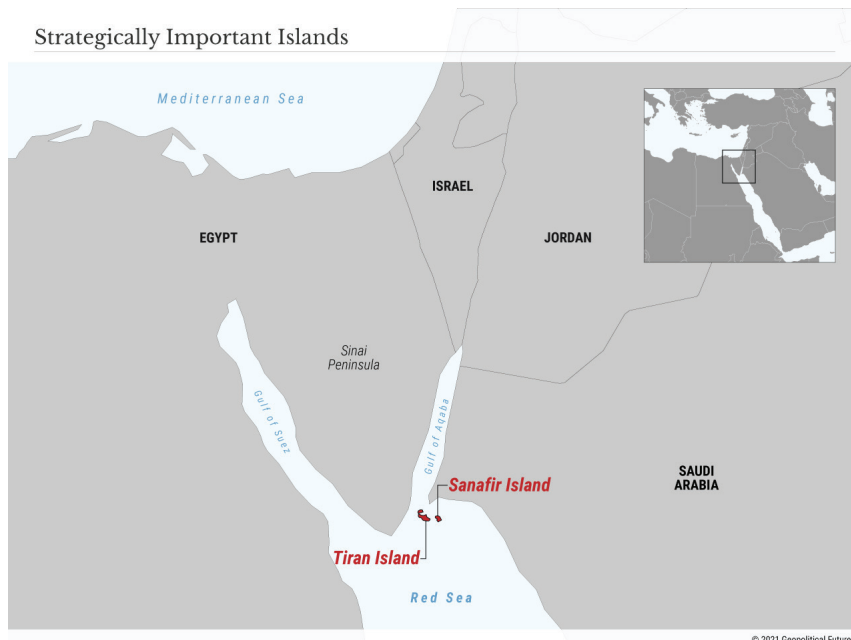 Strategically Important Islands
Mediterranean Sea
ISRAEL
EGYPT
JORDAN
Sinai
Peninsula
Gulf of Suez
Gulf of Aqaba
SAUDI
ARABIA
Sanafir Island
Tiran Island
Red Sea
© 2021 Geopolitical Future